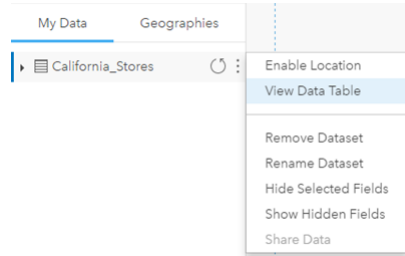 My Data Geographies
California_Stores
Enable Location
View Data Table
Remove Dataset
Rename Dataset
Hide Selected Fields
Show Hidden Fields
Share Data